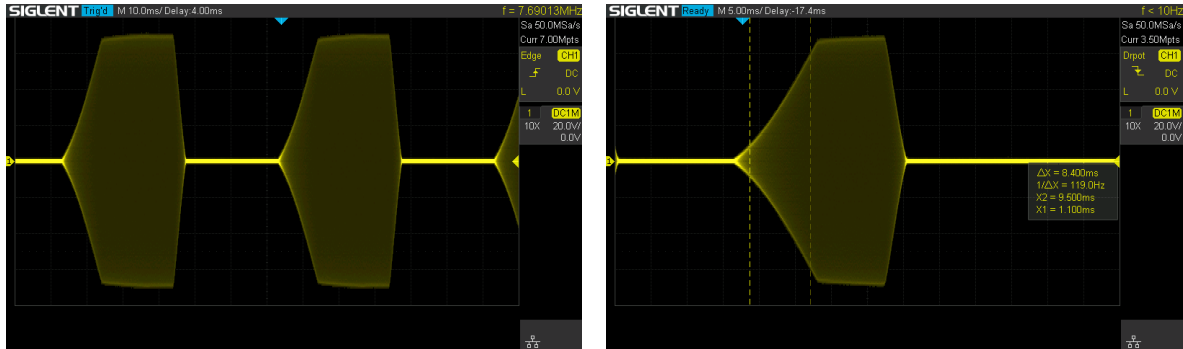 SIGLENT Trig'd M 10.0ms/ Delay:4.00ms f = 7.69013MHz
Sa 50.0MSa/s
Curr 7.00Mpts
Edge CH1
DC
L 0.0 V
1 DC1M
10X 20.0V/
0.0V
1
SIGLENT Ready M 5.00ms/ Delay:-17.4ms f < 10Hz
Sa 50.0MSa/s
Curr 3.50Mpts
Drpot CH1
DC
L 0.0 V
1 DC1M
10X 20.0V/
0.0V
1
ΔX = 8.400ms
1/ΔX = 119.0Hz
X2 = 9.500ms
X1 = 1.100ms